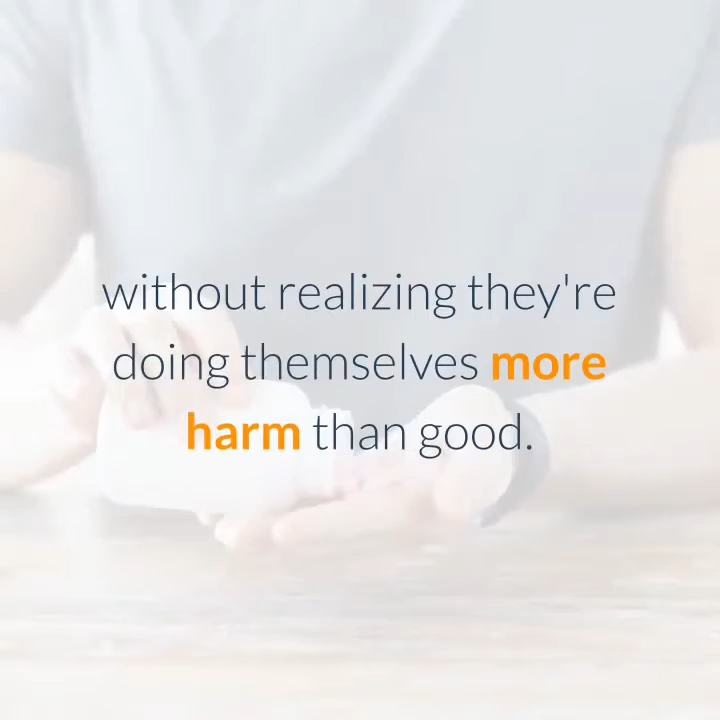 without realizing they're
doing themselves more
harm than good.